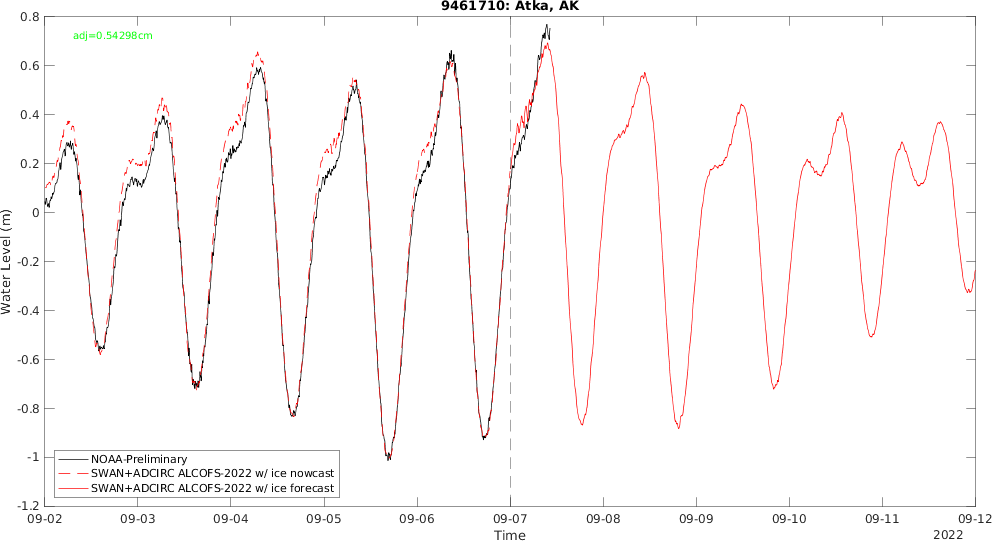 9461710: Atka, AK
adj=0.54298cm
0.8
0.6
0.4
0.2
0
-0.2
-0.4
-0.6
-0.8
-1
-1.2
Water Level (m)
NOAA-Preliminary
SWAN+ADCIRC ALCOFS-2022 w/ ice nowcast
SWAN+ADCIRC ALCOFS-2022 w/ ice forecast
09-02 09-03 09-04 09-05 09-06 09-07 09-08 09-09 09-10 09-11 09-12
Time
2022